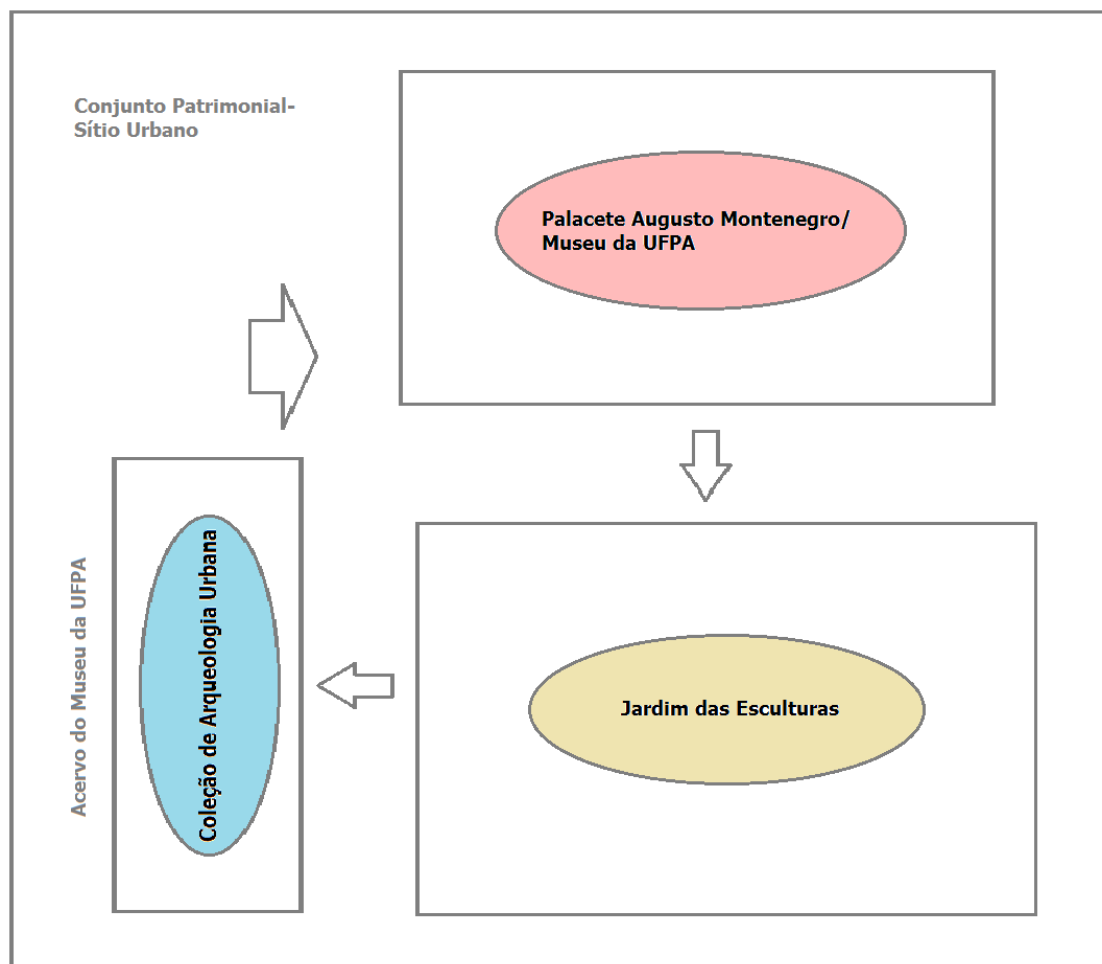 Conjunto Patrimonial-
Sítio Urbano
Palacete Augusto Montenegro/
Museu da UFPA
Acervo do Museu da UFPA
Coleção de Arqueologia Urbana
Jardim das Esculturas